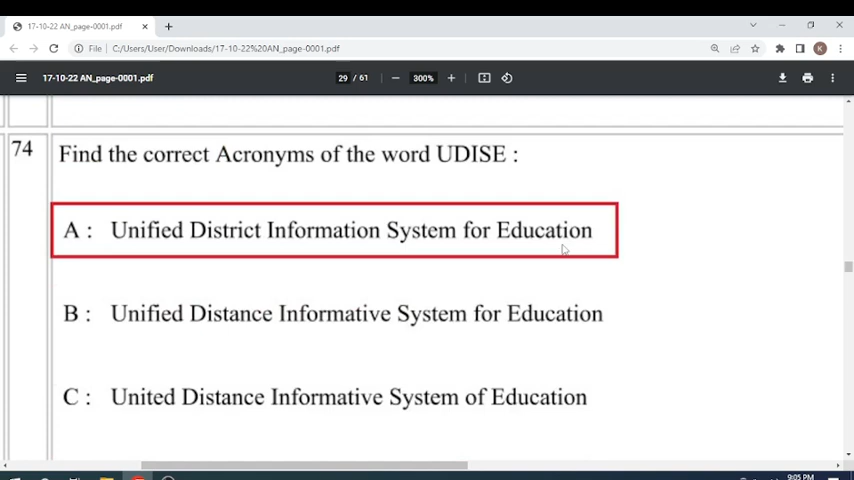 17-10-22 AN_page-0001.pdf
File | C:/Users/User/Downloads/17-10-22%20AN_page-0001.pdf
K
17-10-22 AN_page-0001.pdf
29 / 61
300%
74
Find the correct Acronyms of the word UDISE :
A : Unified District Information System for Education
B : Unified Distance Informative System for Education
C : United Distance Informative System of Education
9:05 PM